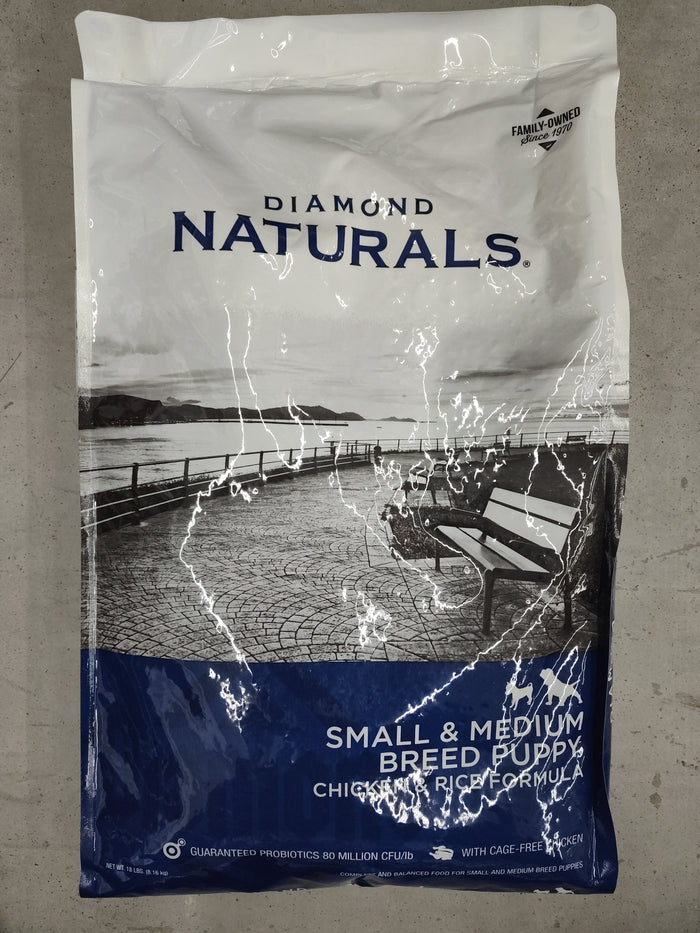 FAMILY-OWNED
Since 1970
DIAMOND
NATURALS®
SMALL & MEDIUM
BREED PUPPY
CHICKEN & RICE FORMULA
GUARANTEED PROBIOTICS 80 MILLION CFU/lb
WITH CAGE-FREE CHICKEN
NET WT. 18 LBS. (8.16 kg)
COMPLETE AND BALANCED FOOD FOR SMALL AND MEDIUM BREED PUPPIES